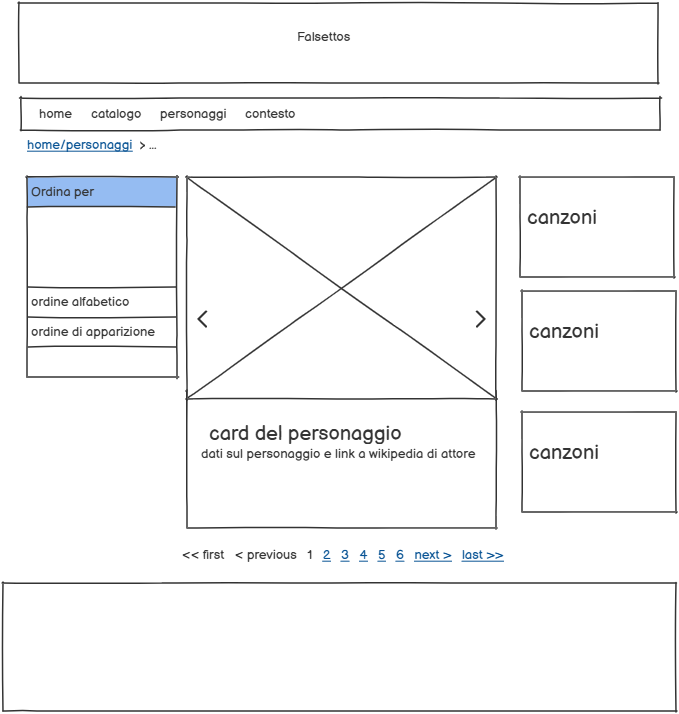 Falsettos
home catalogo personaggi contesto
home/personaggi > ...
Ordina per
ordine alfabetico
ordine di apparizione
card del personaggio
dati sul personaggio e link a wikipedia di attore
canzoni
canzoni
canzoni
<< first < previous 1 2 3 4 5 6 next > last >>